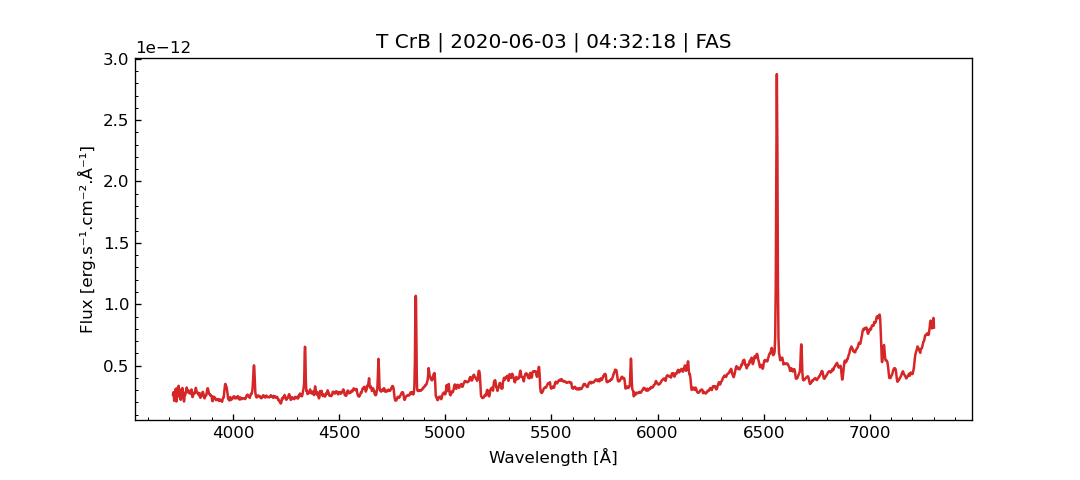 T CrB | 2020-06-03 | 04:32:18 | FAS
1e−12
3.0
2.5
2.0
1.5
1.0
0.5
Flux [erg.s⁻¹.cm⁻².Å⁻¹]
4000 4500 5000 5500 6000 6500 7000
Wavelength [Å]